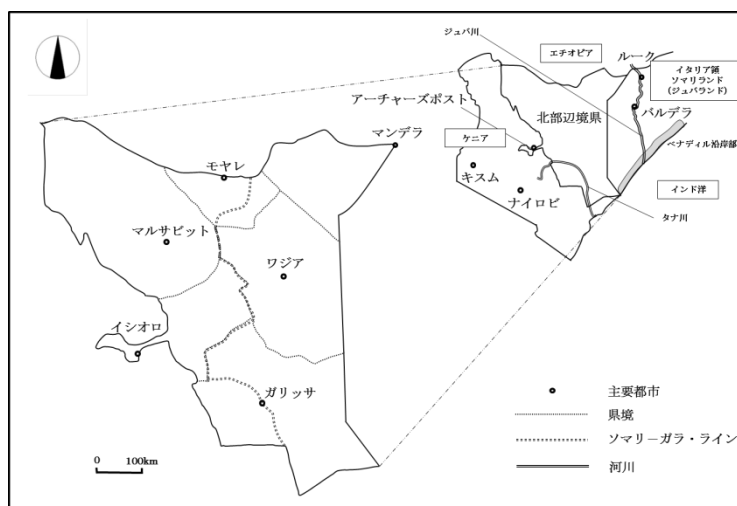 ジュバ川
エチオピア
ルーク
イタリア領
ソマリランド
(ジュバランド)
アーチャーズポスト
北部辺境県
バルデラ
マンデラ
ケニア
ベナディル沿岸部
モヤレ
キスム
インド洋
ナイロビ
タナ川
マルサビット
ワジア
イシオロ
ガリッサ
主要都市
県境
ソマリ－ガラ・ライン
河川
0 100km